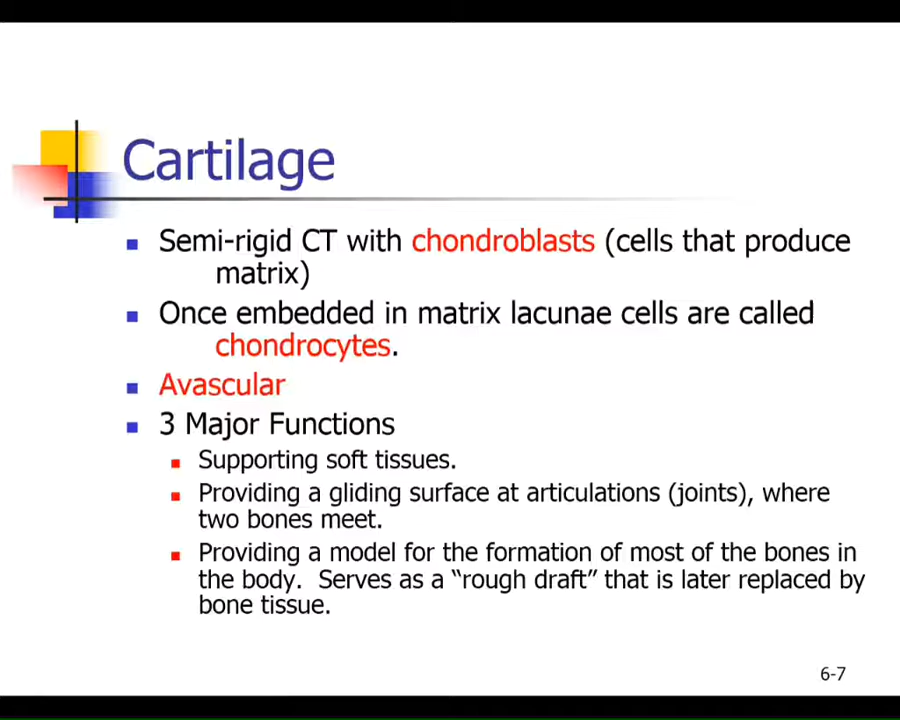 Cartilage
Semi-rigid CT with chondroblasts (cells that produce
matrix)
Once embedded in matrix lacunae cells are called
chondrocytes.
Avascular
3 Major Functions
Supporting soft tissues.
Providing a gliding surface at articulations (joints), where
two bones meet.
Providing a model for the formation of most of the bones in
the body. Serves as a “rough draft” that is later replaced by
bone tissue.
6-7